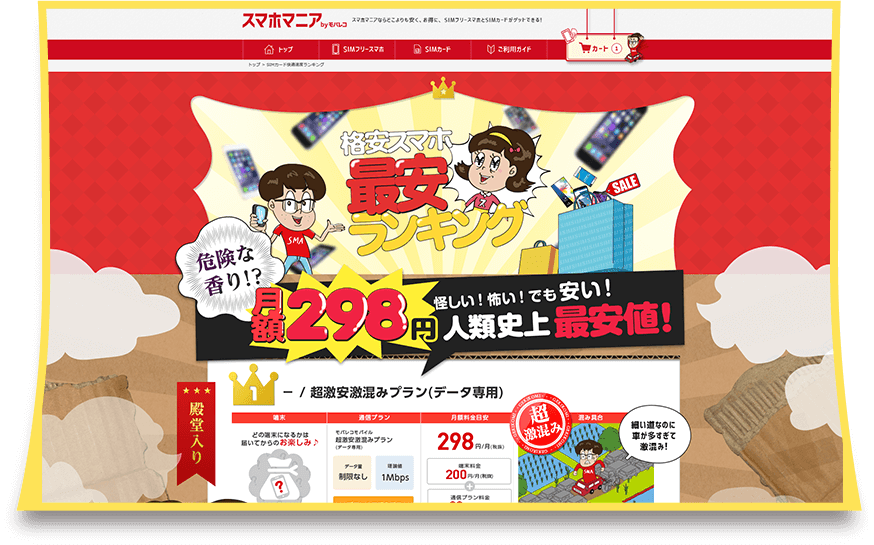 スマホマニア by モバレコ
スマホマニアならどこよりも安く、お得に、SIMフリースマホとSIMカードがゲットできる!
トップ
SIMフリースマホ
SIMカード
ご利用ガイド
カート 1
トップ > SIMカード価格速度ランキング
格安スマホ
最安
ランキング
SALE
SMA
危険な
香り!?
月額298円
怪しい!怖い!でも安い!
人類史上 最安値!
殿堂入り
1
ー / 超激安激混みプラン(データ専用)
端末
通信プラン
月額料金目安
混み具合
どの端末になるかは
届いてからのお楽しみ♪
?
モバレコモバイル
超激安激混みプラン
(データ専用)
データ量
制限なし
理論値
1Mbps
298円/月(税抜)
端末料金
200円/月(税抜)
+
通信プラン料金
超
激混み
SMA
細い道なのに
車が多すぎて
激混み!